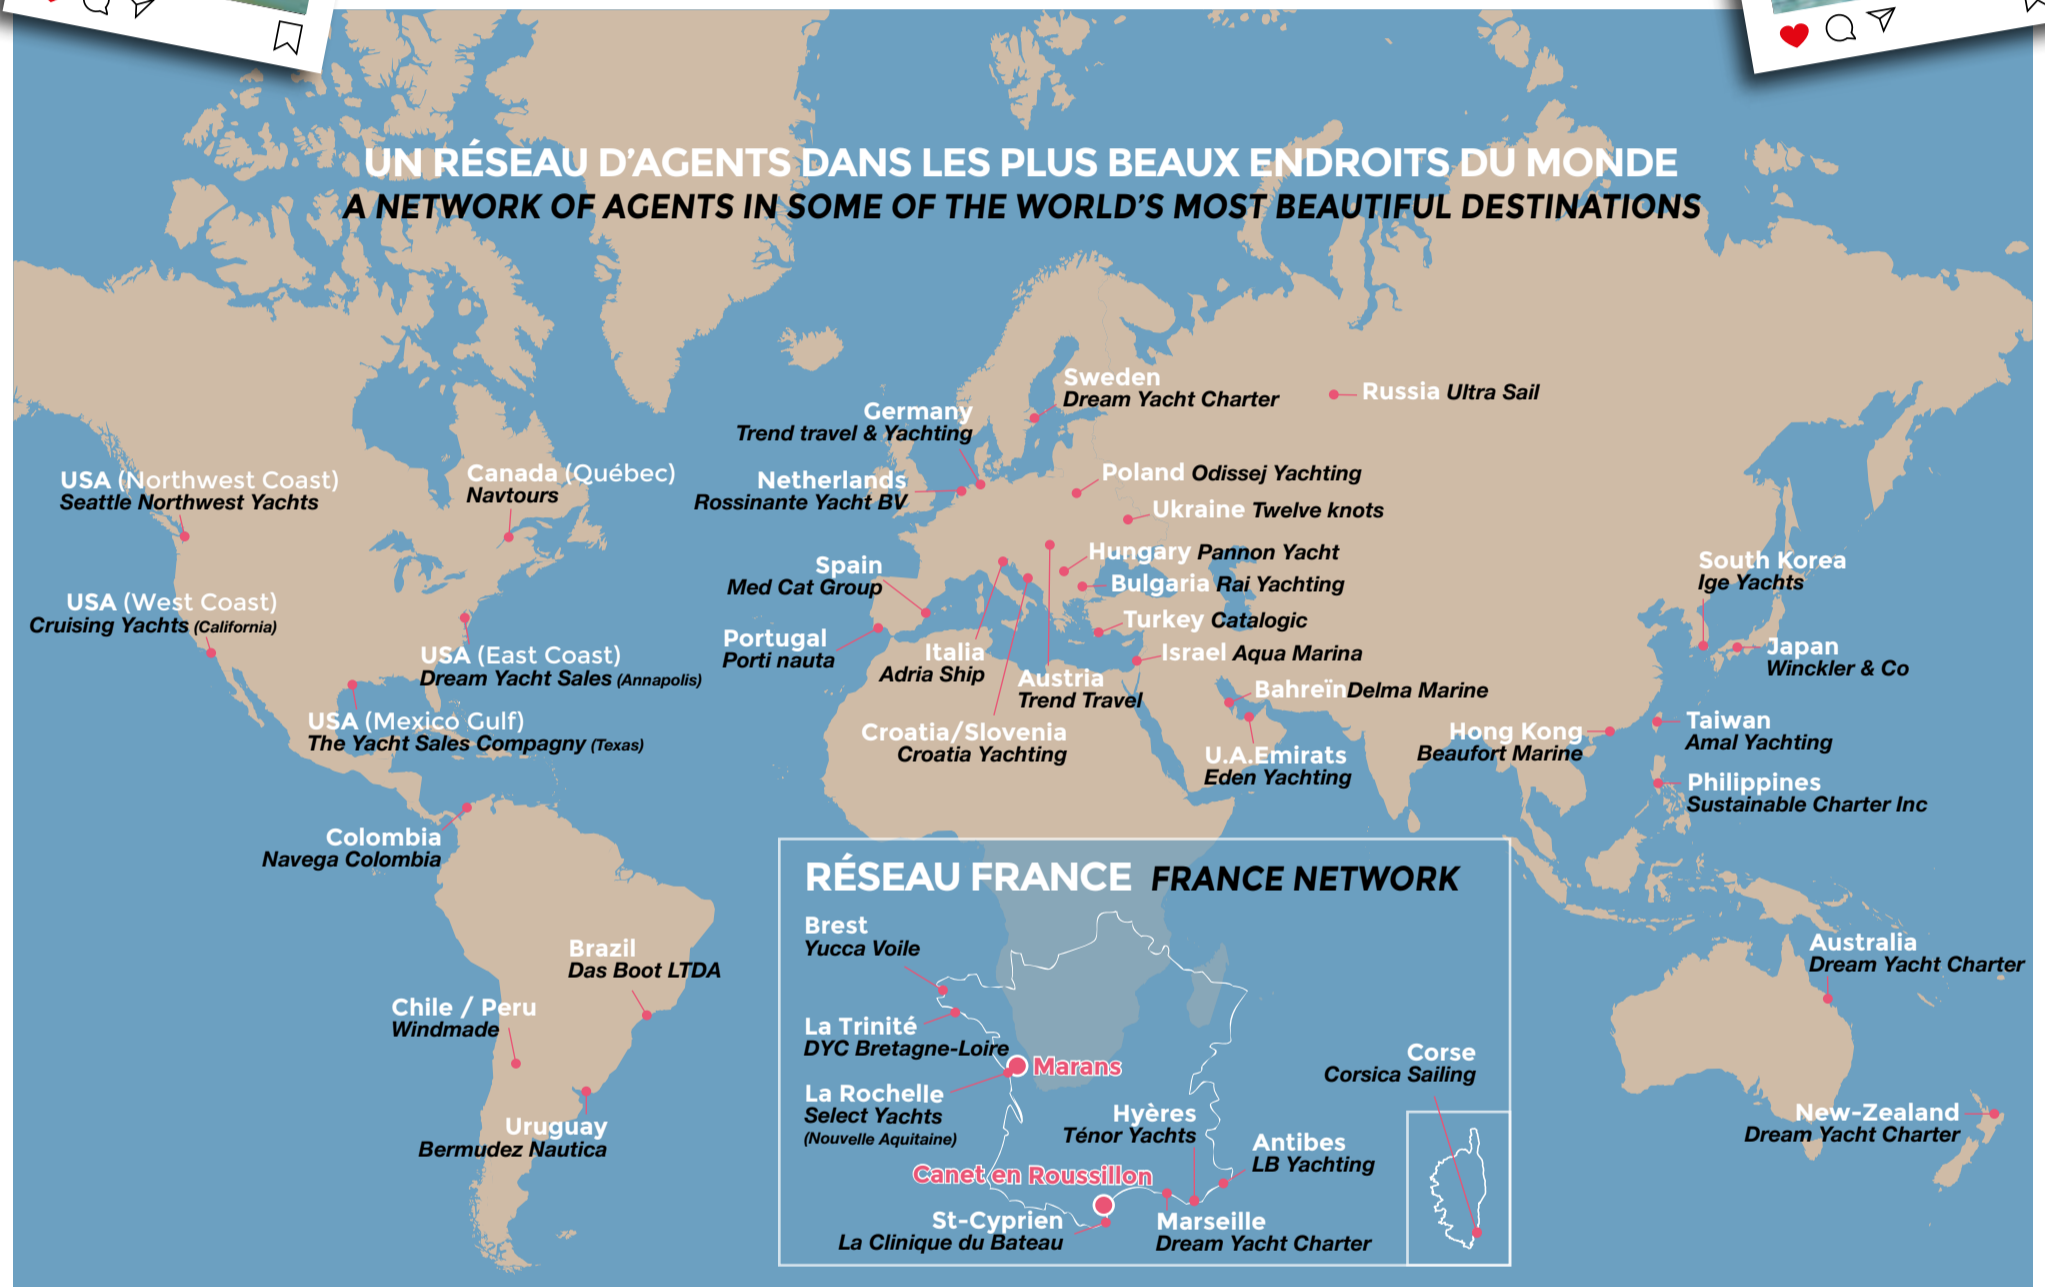 UN RÉSEAU D'AGENTS DANS LES PLUS BEAUX ENDROITS DU MONDE
A NETWORK OF AGENTS IN SOME OF THE WORLD'S MOST BEAUTIFUL DESTINATIONS
Sweden
Dream Yacht Charter
Russia Ultra Sail
Germany
Trend travel & Yachting
Netherlands
Rossinante Yacht BV
Poland Odissej Yachting
Ukraine Twelve knots
USA (Northwest Coast)
Seattle Northwest Yachts
Canada (Québec)
Navtours
Spain
Med Cat Group
Hungary Pannon Yacht
Bulgaria Rai Yachting
South Korea
Ige Yachts
USA (West Coast)
Cruising Yachts (California)
Turkey Catalogic
Portugal
Porti nauta
Italia
Adria Ship
Israel Aqua Marina
Japan
Winckler & Co
USA (East Coast)
Dream Yacht Sales (Annapolis)
Austria
Trend Travel
Bahreïn Delma Marine
USA (Mexico Gulf)
The Yacht Sales Compagny (Texas)
Croatia/Slovenia
Croatia Yachting
U.A.Emirats
Eden Yachting
Hong Kong
Beaufort Marine
Taiwan
Amal Yachting
Philippines
Sustainable Charter Inc
Colombia
Navega Colombia
Brazil
Das Boot LTDA
Chile / Peru
Windmade
Uruguay
Bermudez Nautica
Australia
Dream Yacht Charter
New-Zealand
Dream Yacht Charter
RÉSEAU FRANCE FRANCE NETWORK
Brest
Yucca Voile
La Trinité
DYC Bretagne-Loire
Marans
La Rochelle
Select Yachts
(Nouvelle Aquitaine)
Hyères
Ténor Yachts
Antibes
LB Yachting
Corse
Corsica Sailing
Canet en Roussillon
St-Cyprien
La Clinique du Bateau
Marseille
Dream Yacht Charter